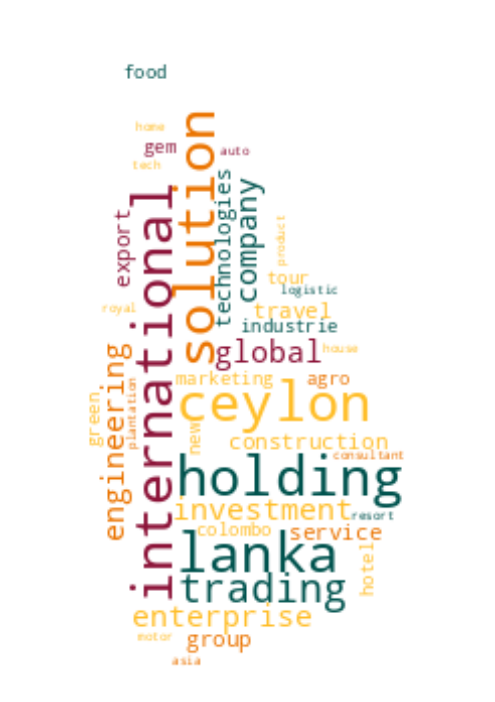 food
home
gem
auto
tech
solution
international
technologies
company
export
product
tour
logistic
royal
travel
industrie
global
house
engineering
marketing
agro
plantation
green
ceylon
new
construction
consultant
holding
investment
resort
colombo
service
lanka
hotel
trading
enterprise
motor
group
asia